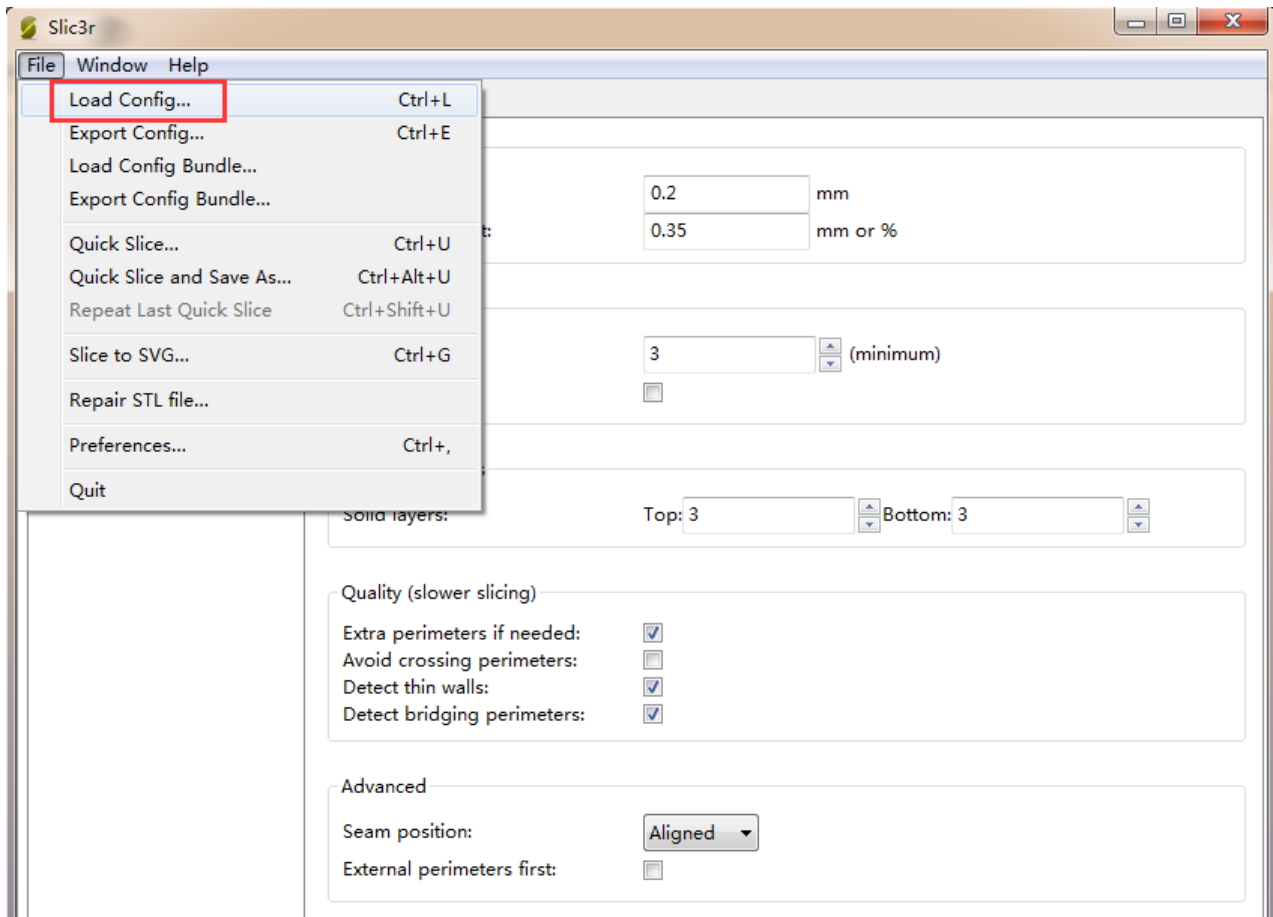 Slic3r
File Window Help
Load Config... Ctrl+L
Export Config... Ctrl+E
Load Config Bundle...
Export Config Bundle...
0.2 mm
t: 0.35 mm or %
Quick Slice... Ctrl+U
Quick Slice and Save As... Ctrl+Alt+U
Repeat Last Quick Slice Ctrl+Shift+U
Slice to SVG... Ctrl+G
3 (minimum)
Repair STL file...
Preferences... Ctrl+,
Quit
Solid layers: Top: 3 Bottom: 3
Quality (slower slicing)
Extra perimeters if needed:
Avoid crossing perimeters:
Detect thin walls:
Detect bridging perimeters:
Advanced
Seam position: Aligned
External perimeters first: